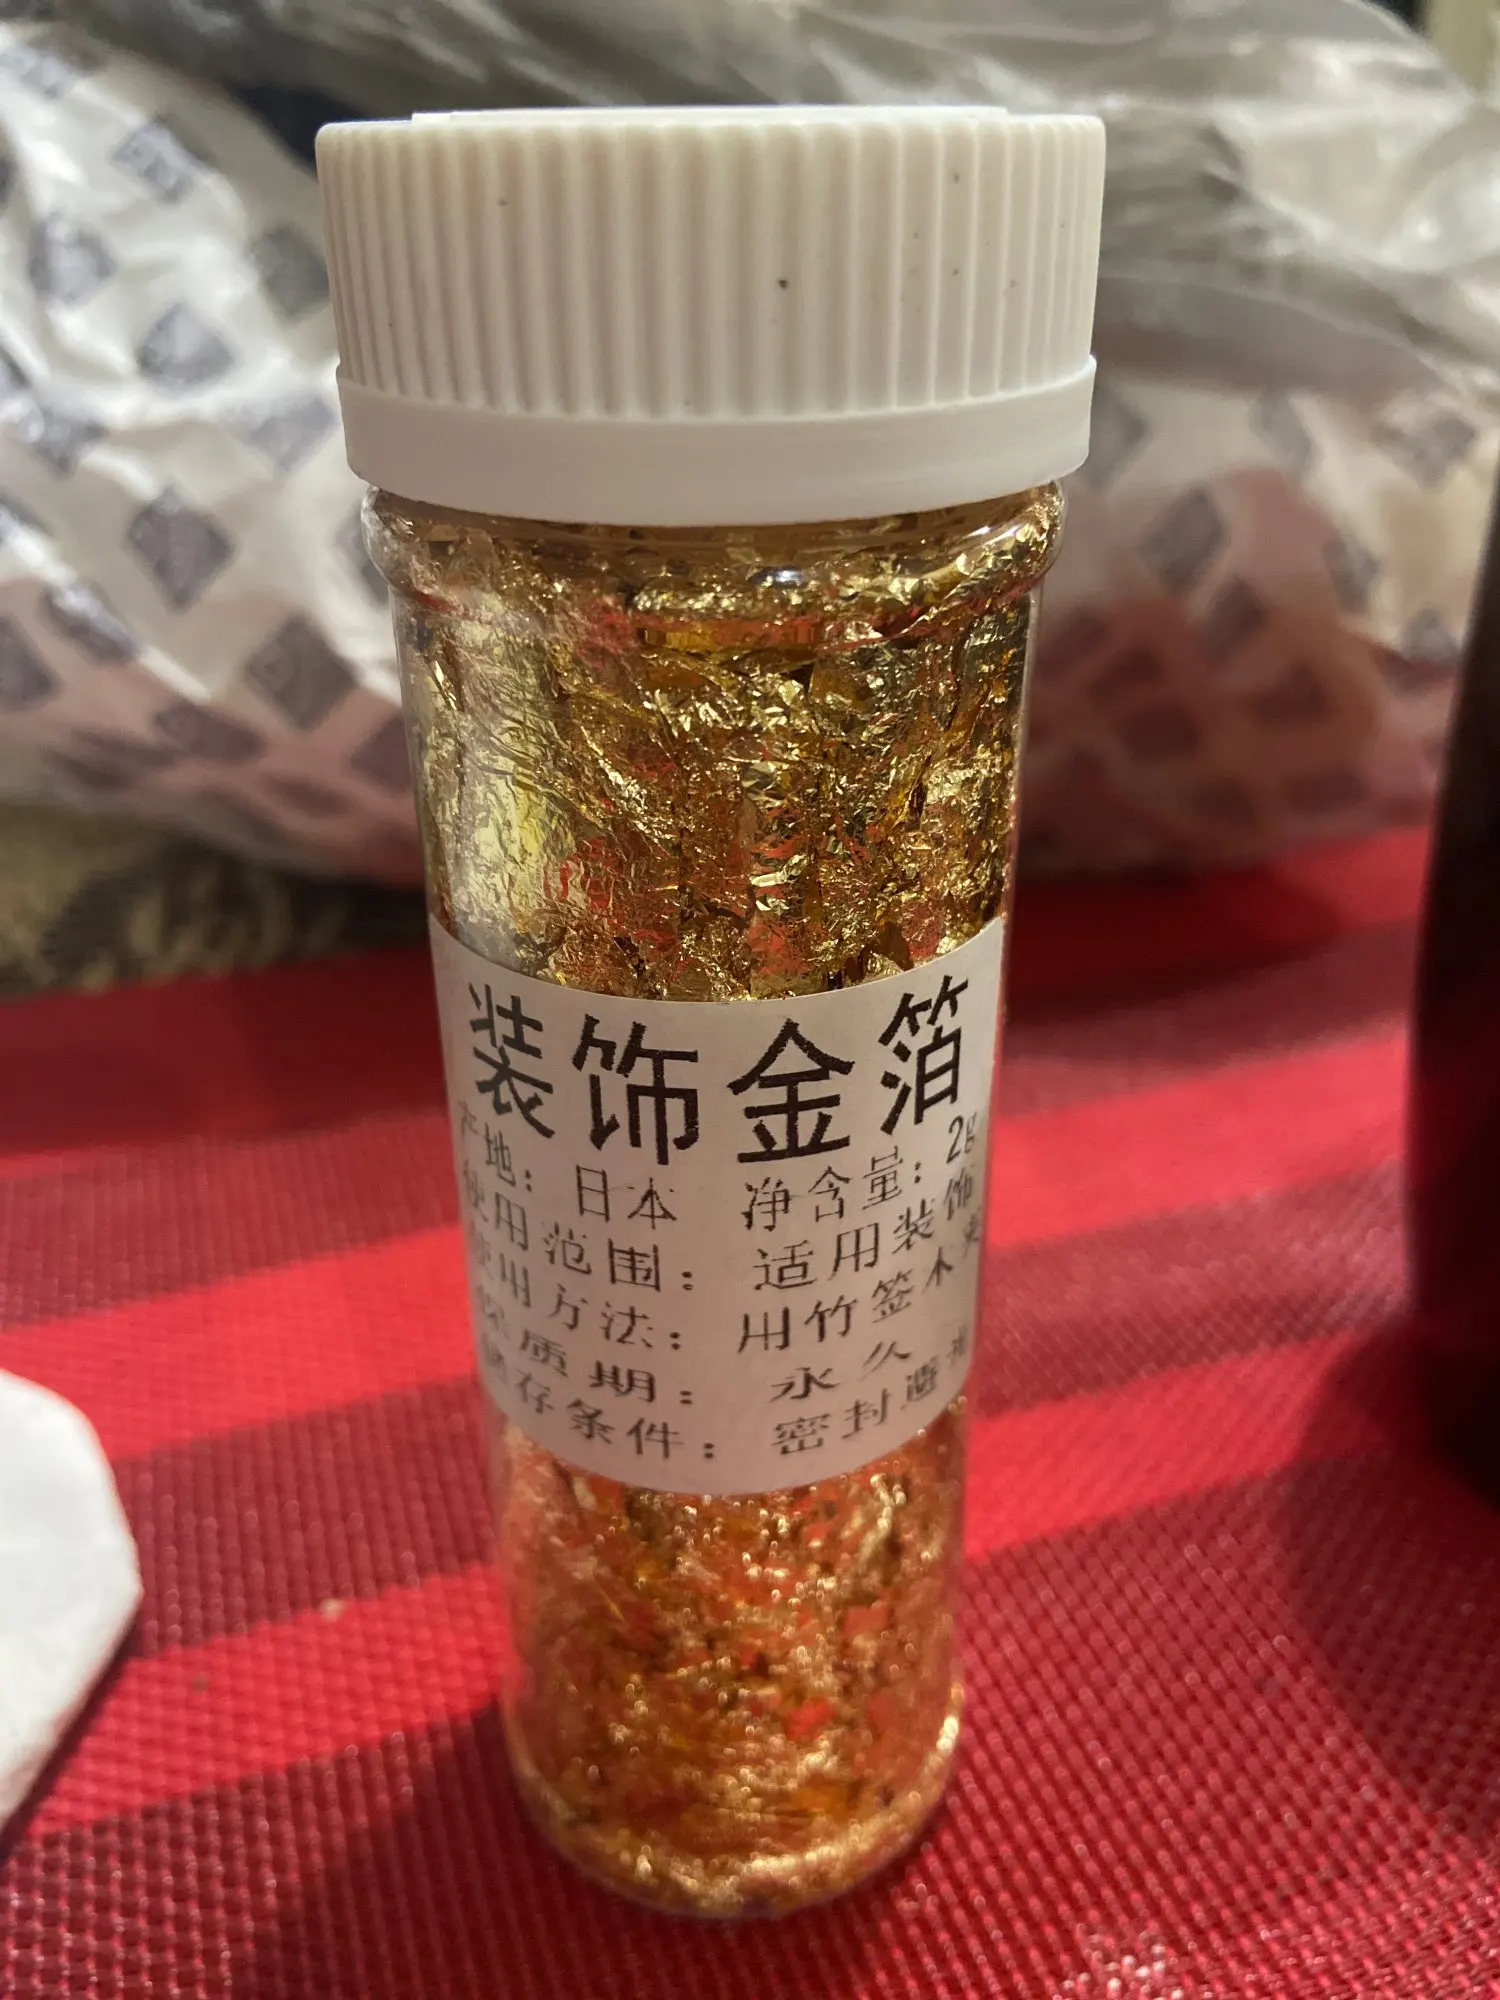 装饰金箔
产地：日本 净含量：2g
使用范围：适用装饰
使用方法：用竹签木夹
保质期：永久
储存条件：密封遮光